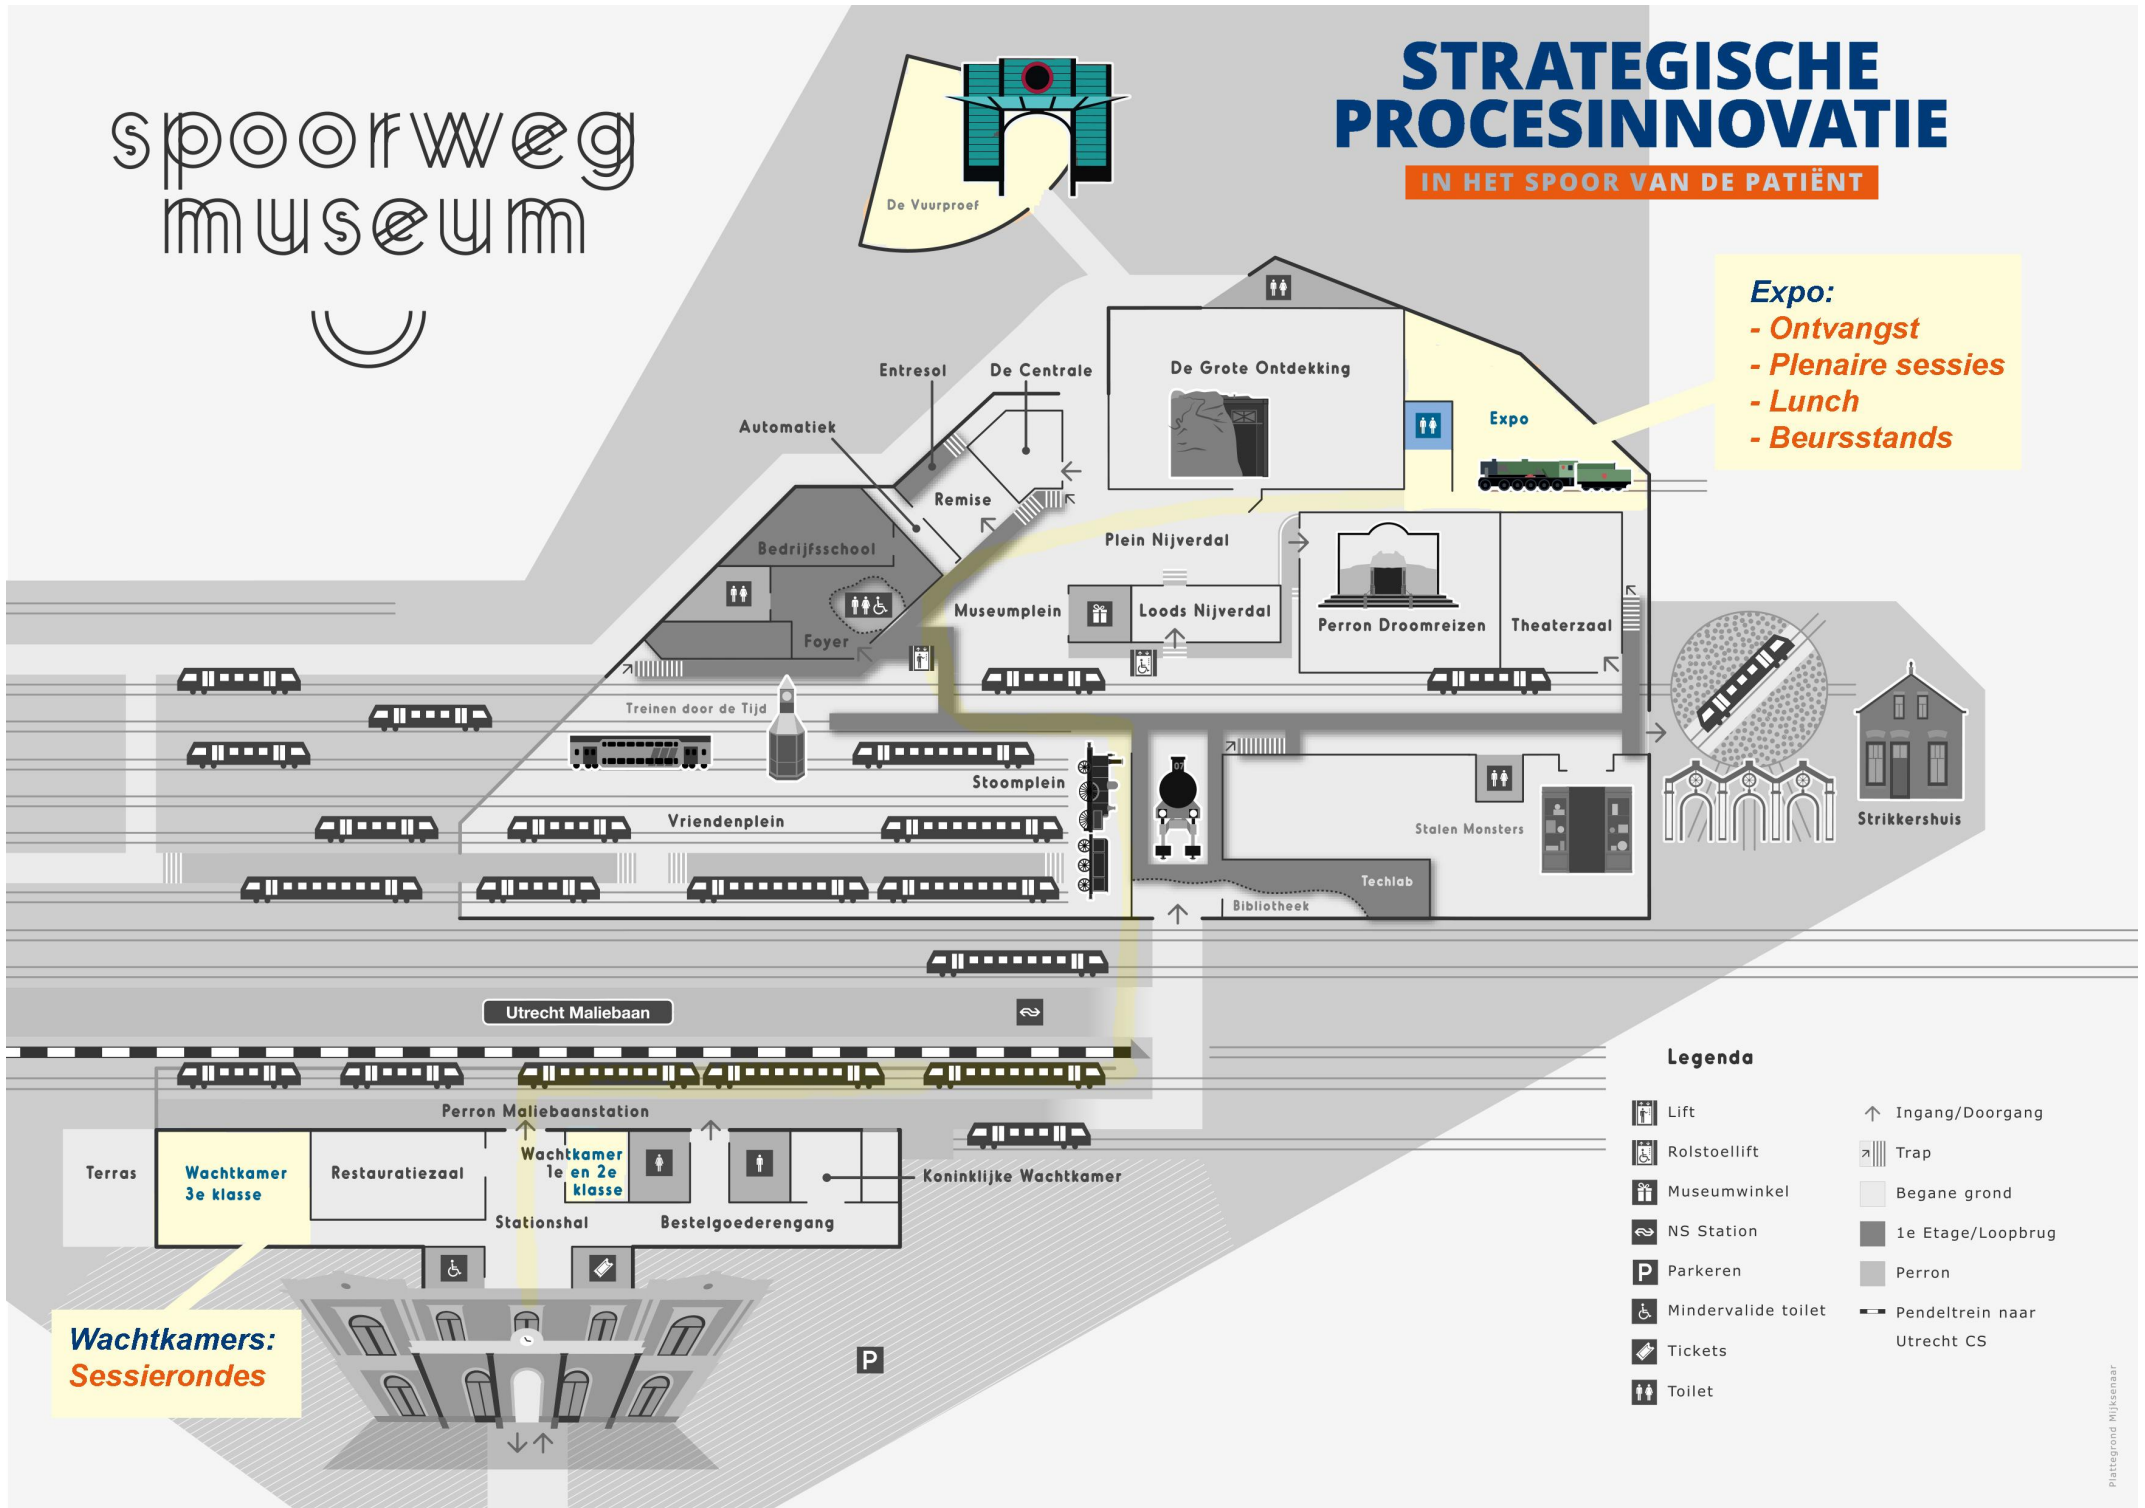 spoorweg
museum
STRATEGISCHE
PROCESINNOVATIE
IN HET SPOOR VAN DE PATIËNT
De Vuurproef
Expo:
- Ontvangst
- Plenaire sessies
- Lunch
- Beursstands
Entresol
De Centrale
De Grote Ontdekking
Automatiek
Expo
Remise
Bedrijfsschool
Plein Nijverdal
Museumplein
Loods Nijverdal
Foyer
Perron Droomreizen
Theaterzaal
Treinen door de Tijd
07
Stoomplein
Vriendenplein
Stalen Monsters
Strikkershuis
Techlab
Bibliotheek
Utrecht Maliebaan
Perron Maliebaanstation
Terras
Wachtkamer
3e klasse
Restauratiezaal
Wachtkamer
1e en 2e
klasse
Koninklijke Wachtkamer
Stationshal
Bestelgoederengang
Wachtkamers:
Sessierondes
P
Legenda
Lift
Rolstoellift
Museumwinkel
NS Station
P Parkeren
Mindervalide toilet
Tickets
Toilet
Ingang/Doorgang
Trap
Begane grond
1e Etage/Loopbrug
Perron
Pendeltrein naar
Utrecht CS
Plattegrond Mijksenaar